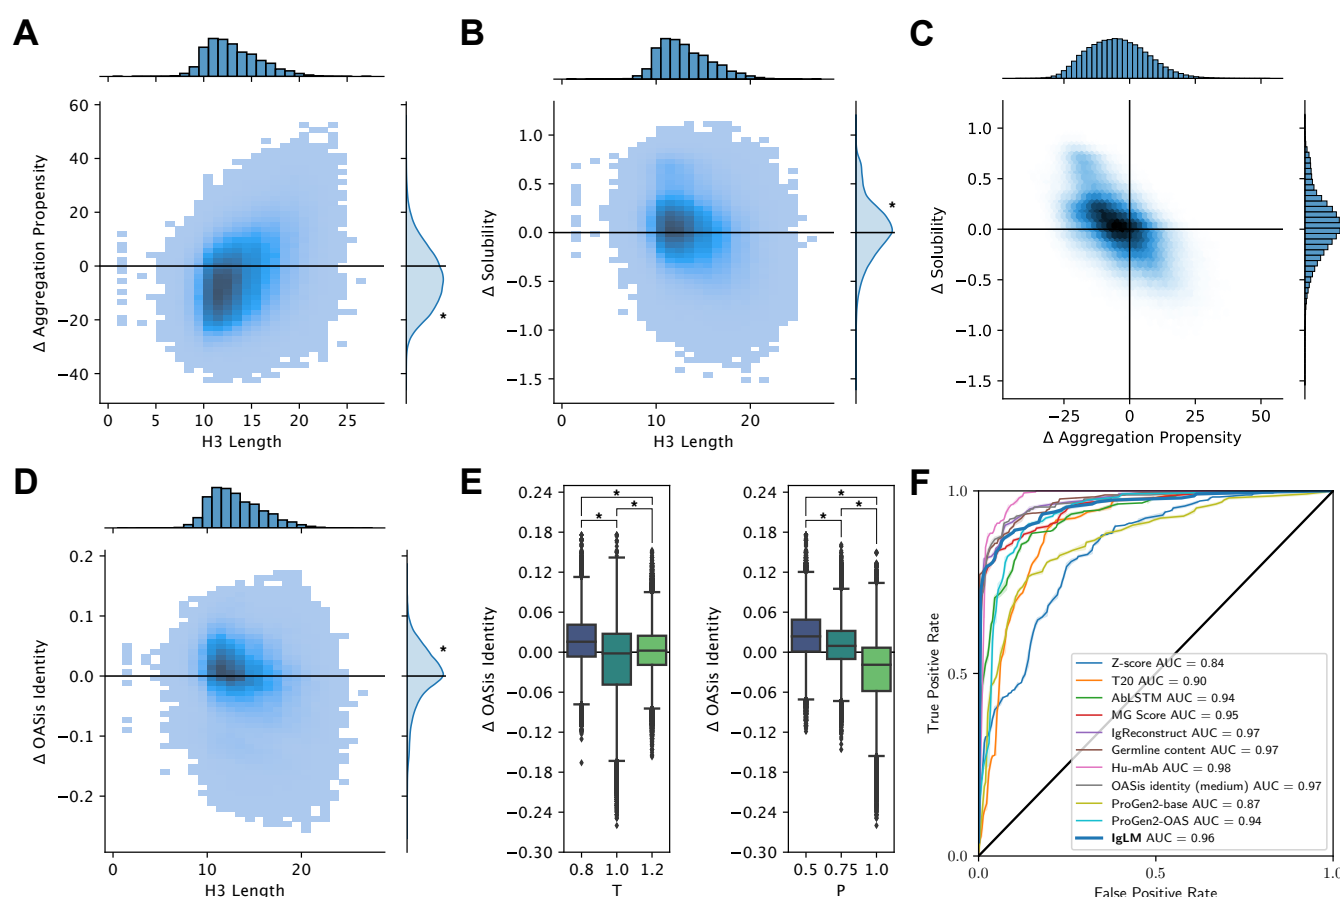 A
B
C
60
40
20
0
−20
−40
Δ Aggregation Propensity
0 5 10 15 20 25
H3 Length
*
1.0
0.5
0.0
−0.5
−1.0
−1.5
Δ Solubility
0 10 20
H3 Length
*
1.0
0.5
0.0
−0.5
−1.0
−1.5
Δ Solubility
−25 0 25 50
Δ Aggregation Propensity
D
E
F
0.2
0.1
0.0
−0.1
−0.2
Δ OASis Identity
0 10 20
H3 Length
*
0.24
0.18
0.12
0.06
0.00
−0.06
−0.12
−0.18
−0.24
−0.30
Δ OASis Identity
* * *
0.8 1.0 1.2
T
0.24
0.18
0.12
0.06
0.00
−0.06
−0.12
−0.18
−0.24
−0.30
Δ OASis Identity
* * *
0.5 0.75 1.0
P
1.0
0.5
0.0
True Positive Rate
Z-score AUC = 0.84
T20 AUC = 0.90
AbLSTM AUC = 0.94
MG Score AUC = 0.95
IgReconstruct AUC = 0.97
Germline content AUC = 0.97
Hu-mAb AUC = 0.98
OASis identity (medium) AUC = 0.97
ProGen2-base AUC = 0.87
ProGen2-OAS AUC = 0.94
IgLM AUC = 0.96
0.0 0.5 1.0
False Positive Rate